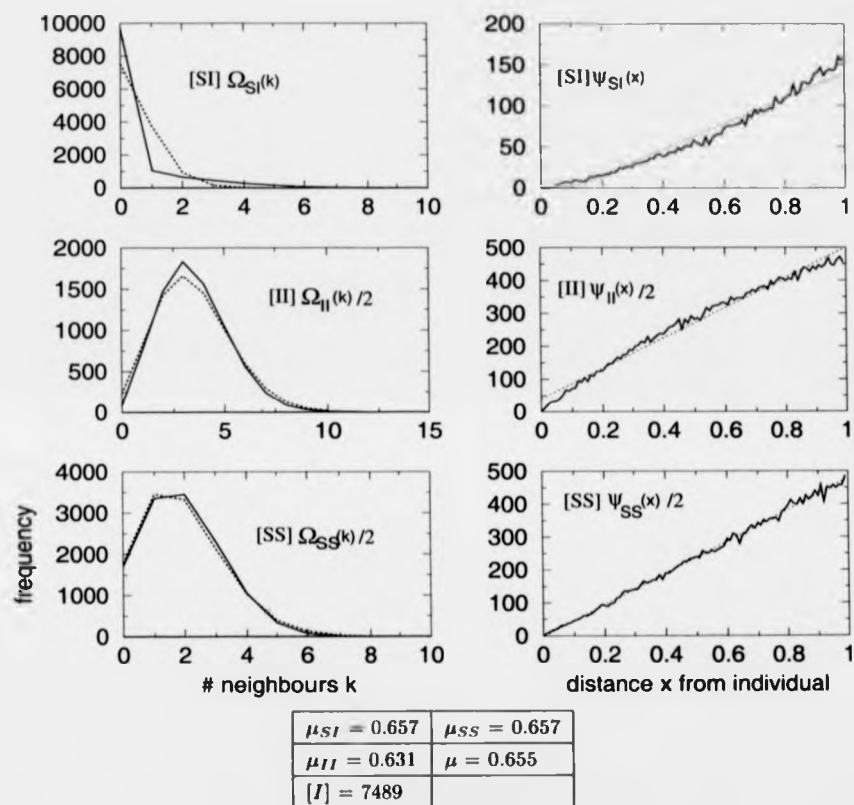 10000
8000
6000
4000
2000
0
[SI] Ω_SI(k)
0 2 4 6 8 10
200
150
100
50
0
[SI] ψ_SI(x)
0 0.2 0.4 0.6 0.8 1
2000
1500
1000
500
0
[II] Ω_II(k)/2
0 5 10 15
500
400
300
200
100
0
[II] ψ_II(x)/2
0 0.2 0.4 0.6 0.8 1
frequency
4000
3000
2000
1000
0
[SS] Ω_SS(k)/2
0 2 4 6 8 10
# neighbours k
500
400
300
200
100
0
[SS] ψ_SS(x)/2
0 0.2 0.4 0.6 0.8 1
distance x from individual
μ_SI = 0.657 μ_SS = 0.657
μ_II = 0.631 μ = 0.655
[I] = 7489